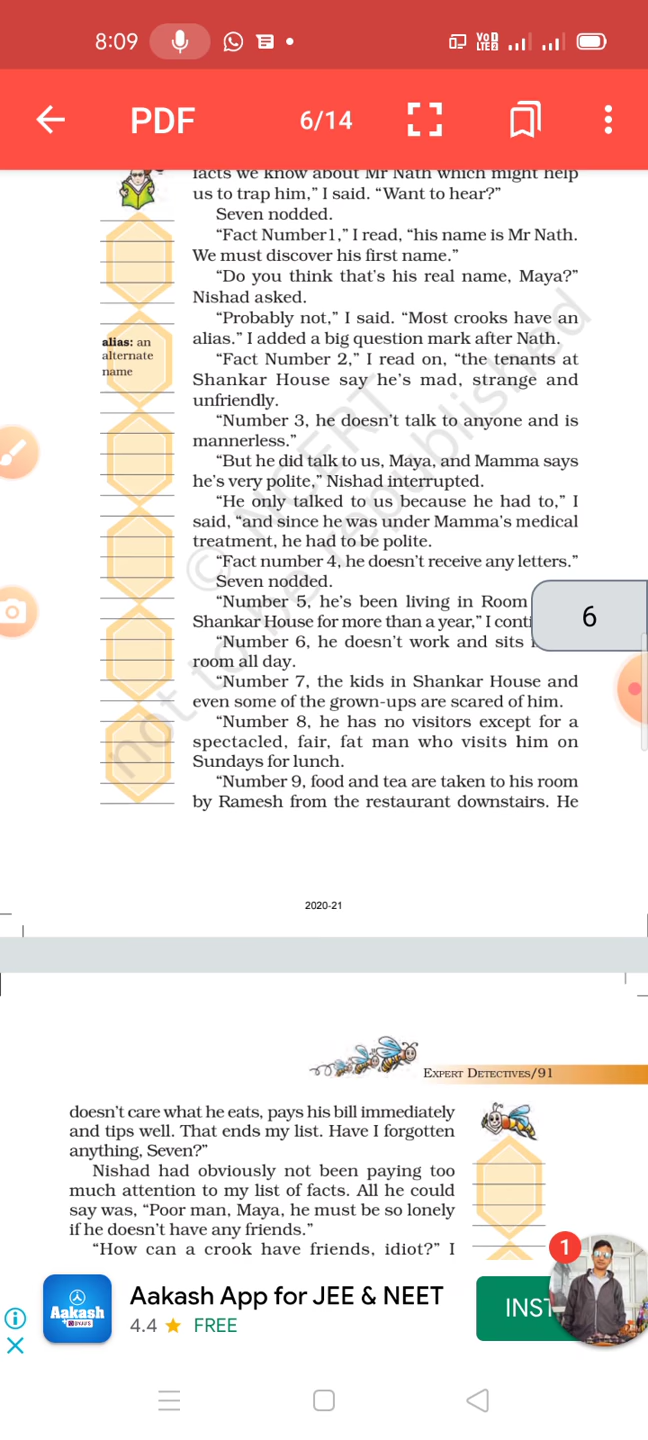 8:09
VoD LTE2
PDF
6/14
facts we know about Mr Nath which might help
us to trap him," I said. "Want to hear?"
Seven nodded.
"Fact Number1," I read, "his name is Mr Nath.
We must discover his first name."
"Do you think that's his real name, Maya?"
Nishad asked.
"Probably not," I said. "Most crooks have an
alias." I added a big question mark after Nath.
alias: an
alternate
name
"Fact Number 2," I read on, "the tenants at
Shankar House say he's mad, strange and
unfriendly.
"Number 3, he doesn't talk to anyone and is
mannerless."
"But he did talk to us, Maya, and Mamma says
he's very polite," Nishad interrupted.
"He only talked to us because he had to," I
said, "and since he was under Mamma's medical
treatment, he had to be polite.
"Fact number 4, he doesn't receive any letters."
Seven nodded.
"Number 5, he's been living in Room
Shankar House for more than a year," I conti
"Number 6, he doesn't work and sits
room all day.
6
"Number 7, the kids in Shankar House and
even some of the grown-ups are scared of him.
"Number 8, he has no visitors except for a
spectacled, fair, fat man who visits him on
Sundays for lunch.
"Number 9, food and tea are taken to his room
by Ramesh from the restaurant downstairs. He
© NCERT
not to be republished
2020-21
EXPERT DETECTIVES/91
doesn't care what he eats, pays his bill immediately
and tips well. That ends my list. Have I forgotten
anything, Seven?"
Nishad had obviously not been paying too
much attention to my list of facts. All he could
say was, "Poor man, Maya, he must be so lonely
if he doesn't have any friends."
"How can a crook have friends, idiot?" I
1
Aakash
BYJU'S
Aakash App for JEE & NEET
4.4 ★ FREE
INST